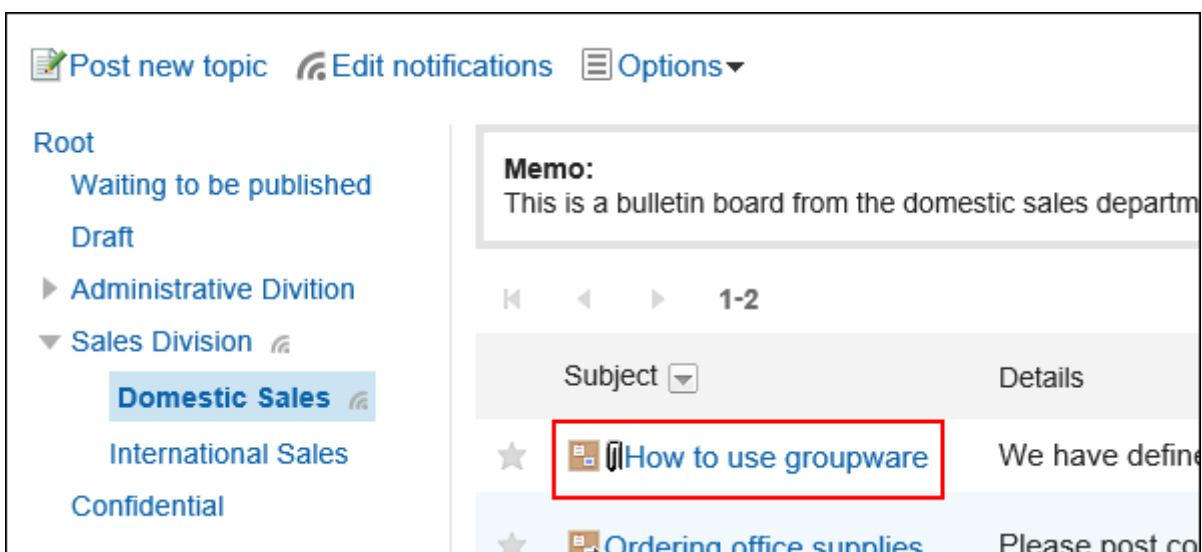 Post new topic Edit notifications Options
Root
Waiting to be published
Draft
Administrative Divition
Sales Division
Domestic Sales
International Sales
Confidential
Memo:
This is a bulletin board from the domestic sales departm
1-2
Subject Details
How to use groupware We have define
Ordering office supplies Please post co